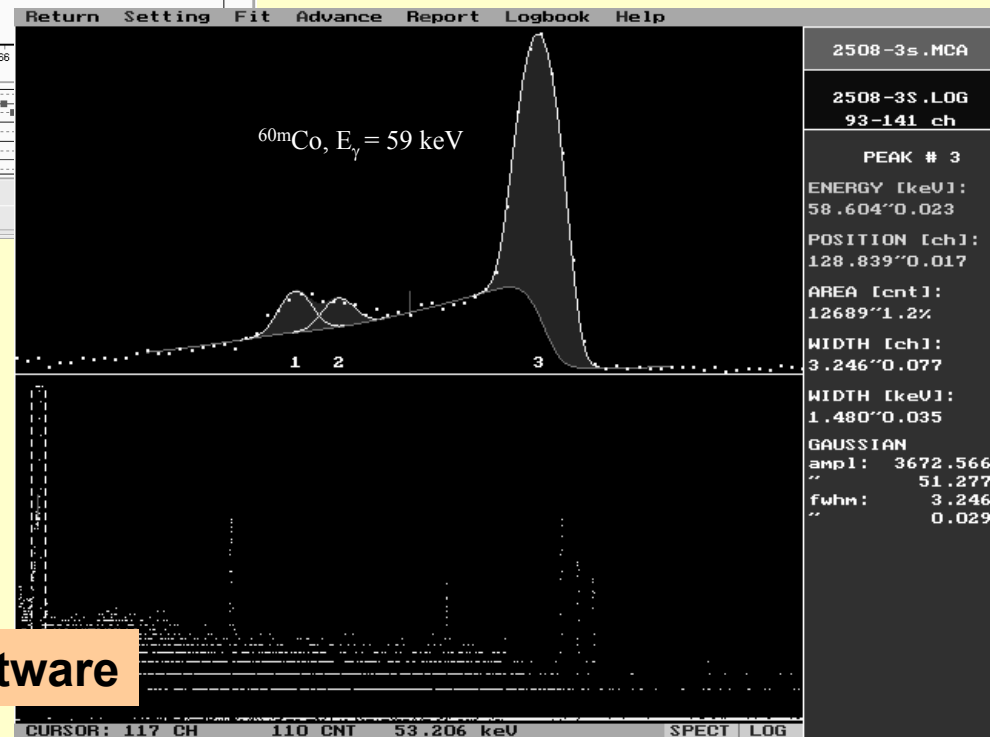 Return Setting Fit Advance Report Logbook Help
66
⁶⁰ᵐCo, Eᵧ = 59 keV
1 2 3
2508-3s.MCA
2508-3S.LOG
93-141 ch
PEAK # 3
ENERGY [keV]:
58.604˝0.023
POSITION [ch]:
128.839˝0.017
AREA [cnt]:
12689˝1.2%
WIDTH [ch]:
3.246˝0.077
WIDTH [keV]:
1.480˝0.035
GAUSSIAN
ampl: 3672.566
˝ 51.277
fwhm: 3.246
˝ 0.029
tware
CURSOR: 117 CH 110 CNT 53.206 keV SPECT LOG